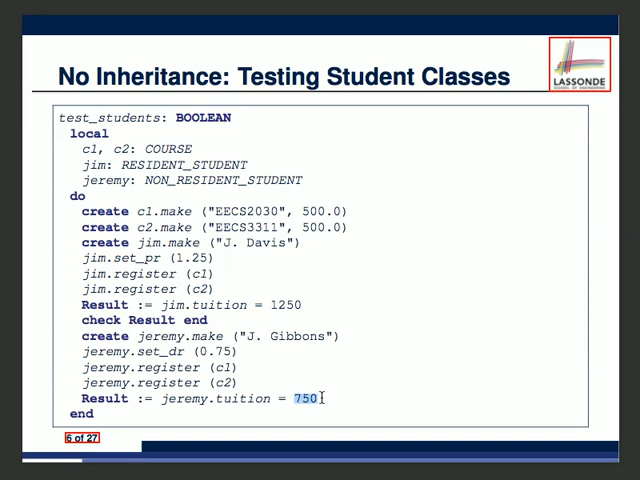 No Inheritance: Testing Student Classes
LASSONDE
SCHOOL OF ENGINEERING
test_students: BOOLEAN
local
c1, c2: COURSE
jim: RESIDENT_STUDENT
jeremy: NON_RESIDENT_STUDENT
do
create c1.make ("EECS2030", 500.0)
create c2.make ("EECS3311", 500.0)
create jim.make ("J. Davis")
jim.set_pr (1.25)
jim.register (c1)
jim.register (c2)
Result := jim.tuition = 1250
check Result end
create jeremy.make ("J. Gibbons")
jeremy.set_dr (0.75)
jeremy.register (c1)
jeremy.register (c2)
Result := jeremy.tuition = 750
end
6 of 27